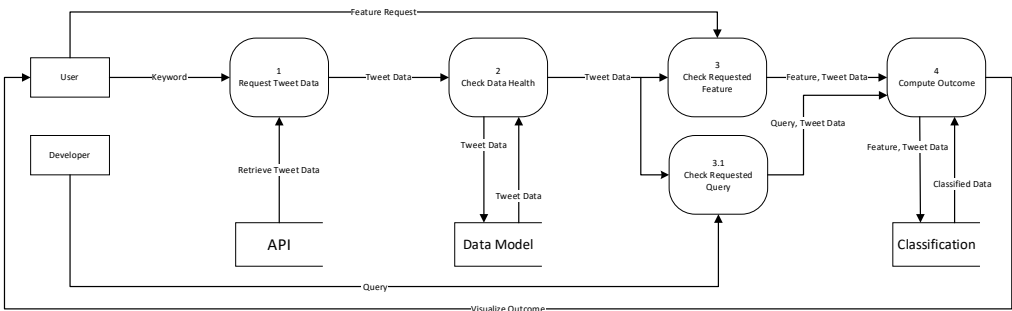 Feature Request
User
Keyword
1
Request Tweet Data
Tweet Data
2
Check Data Health
Tweet Data
3
Check Requested
Feature
Feature, Tweet Data
4
Compute Outcome
Query, Tweet Data
Developer
Retrieve Tweet Data
Tweet Data
Tweet Data
3.1
Check Requested
Query
Feature, Tweet Data
Classified Data
API
Data Model
Classification
Query
Visualize Outcome